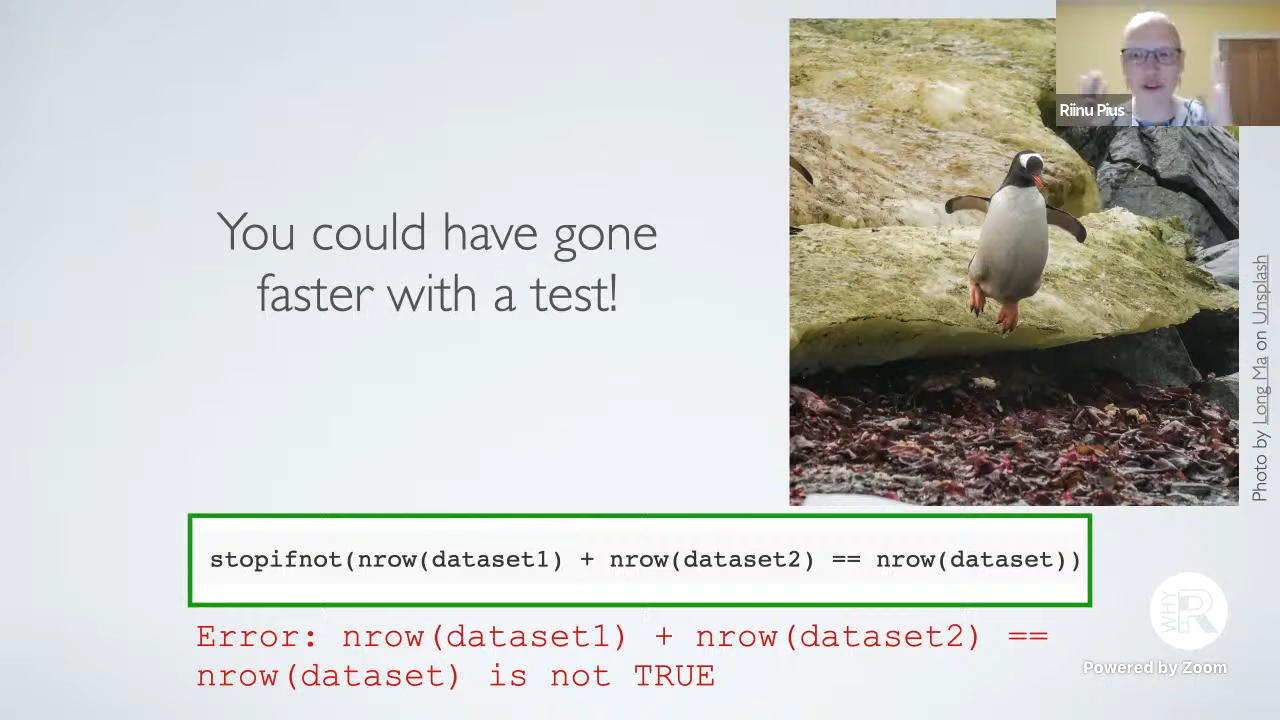 Riinu Pius
You could have gone
faster with a test!
Photo by Long Ma on Unsplash
stopifnot(nrow(dataset1) + nrow(dataset2) == nrow(dataset))
Error: nrow(dataset1) + nrow(dataset2) ==
nrow(dataset) is not TRUE
WHY R
Powered by Zoom